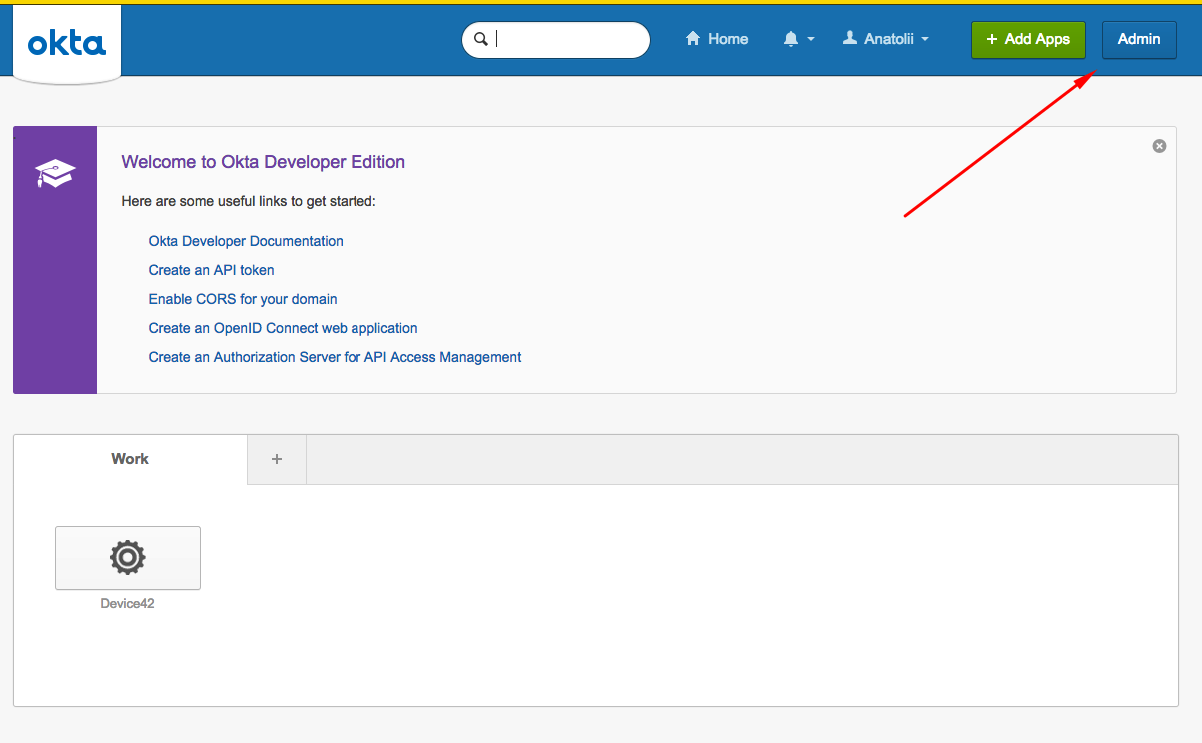 okta
Home
Anatolii
+ Add Apps
Admin
Welcome to Okta Developer Edition
Here are some useful links to get started:
Okta Developer Documentation
Create an API token
Enable CORS for your domain
Create an OpenID Connect web application
Create an Authorization Server for API Access Management
Work
+
Device42